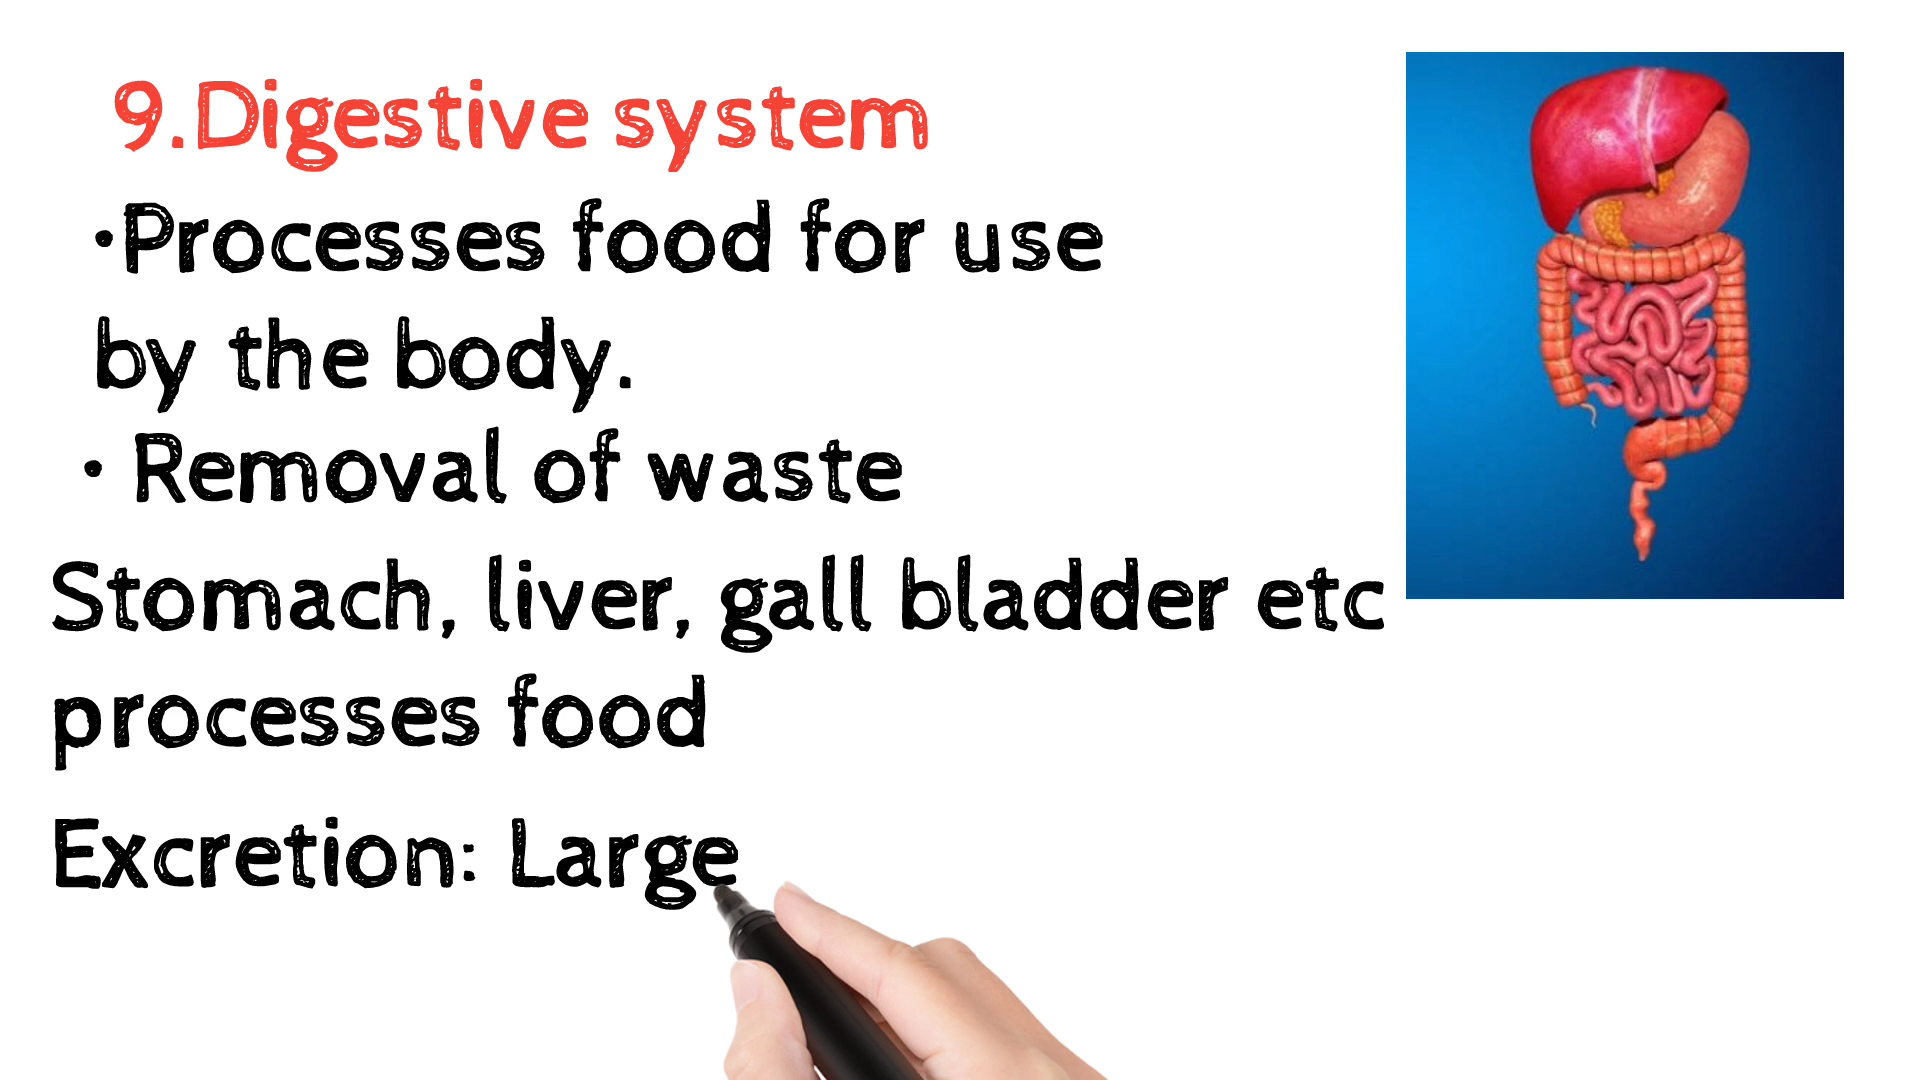 9.Digestive system
•Processes food for use
by the body.
• Removal of waste
Stomach, liver, gall bladder etc
processes food
Excretion: Large